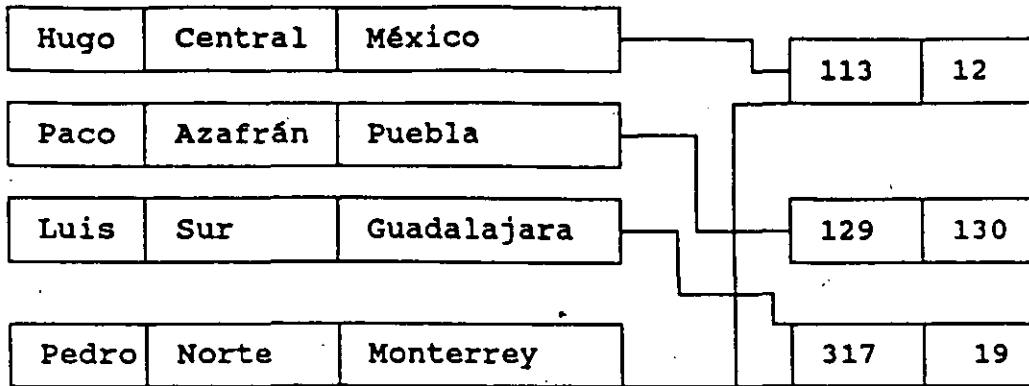 Hugo Central México
113 12
Paco Azafrán Puebla
Luis Sur Guadalajara 129 130
Pedro Norte Monterrey 317 19